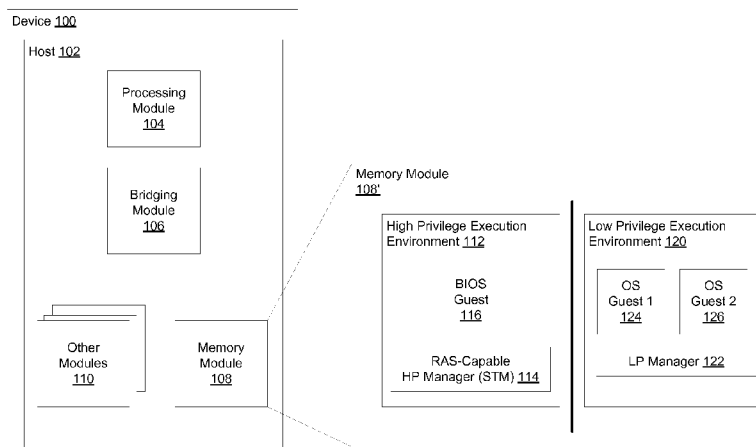 Device 100
Host 102
Processing
Module
104
Bridging
Module
106
Other
Modules
110
Memory
Module
108
Memory Module
108'
High Privilege Execution
Environment 112
BIOS
Guest
116
RAS-Capable
HP Manager (STM) 114
Low Privilege Execution
Environment 120
OS
Guest 1
124
OS
Guest 2
126
LP Manager 122